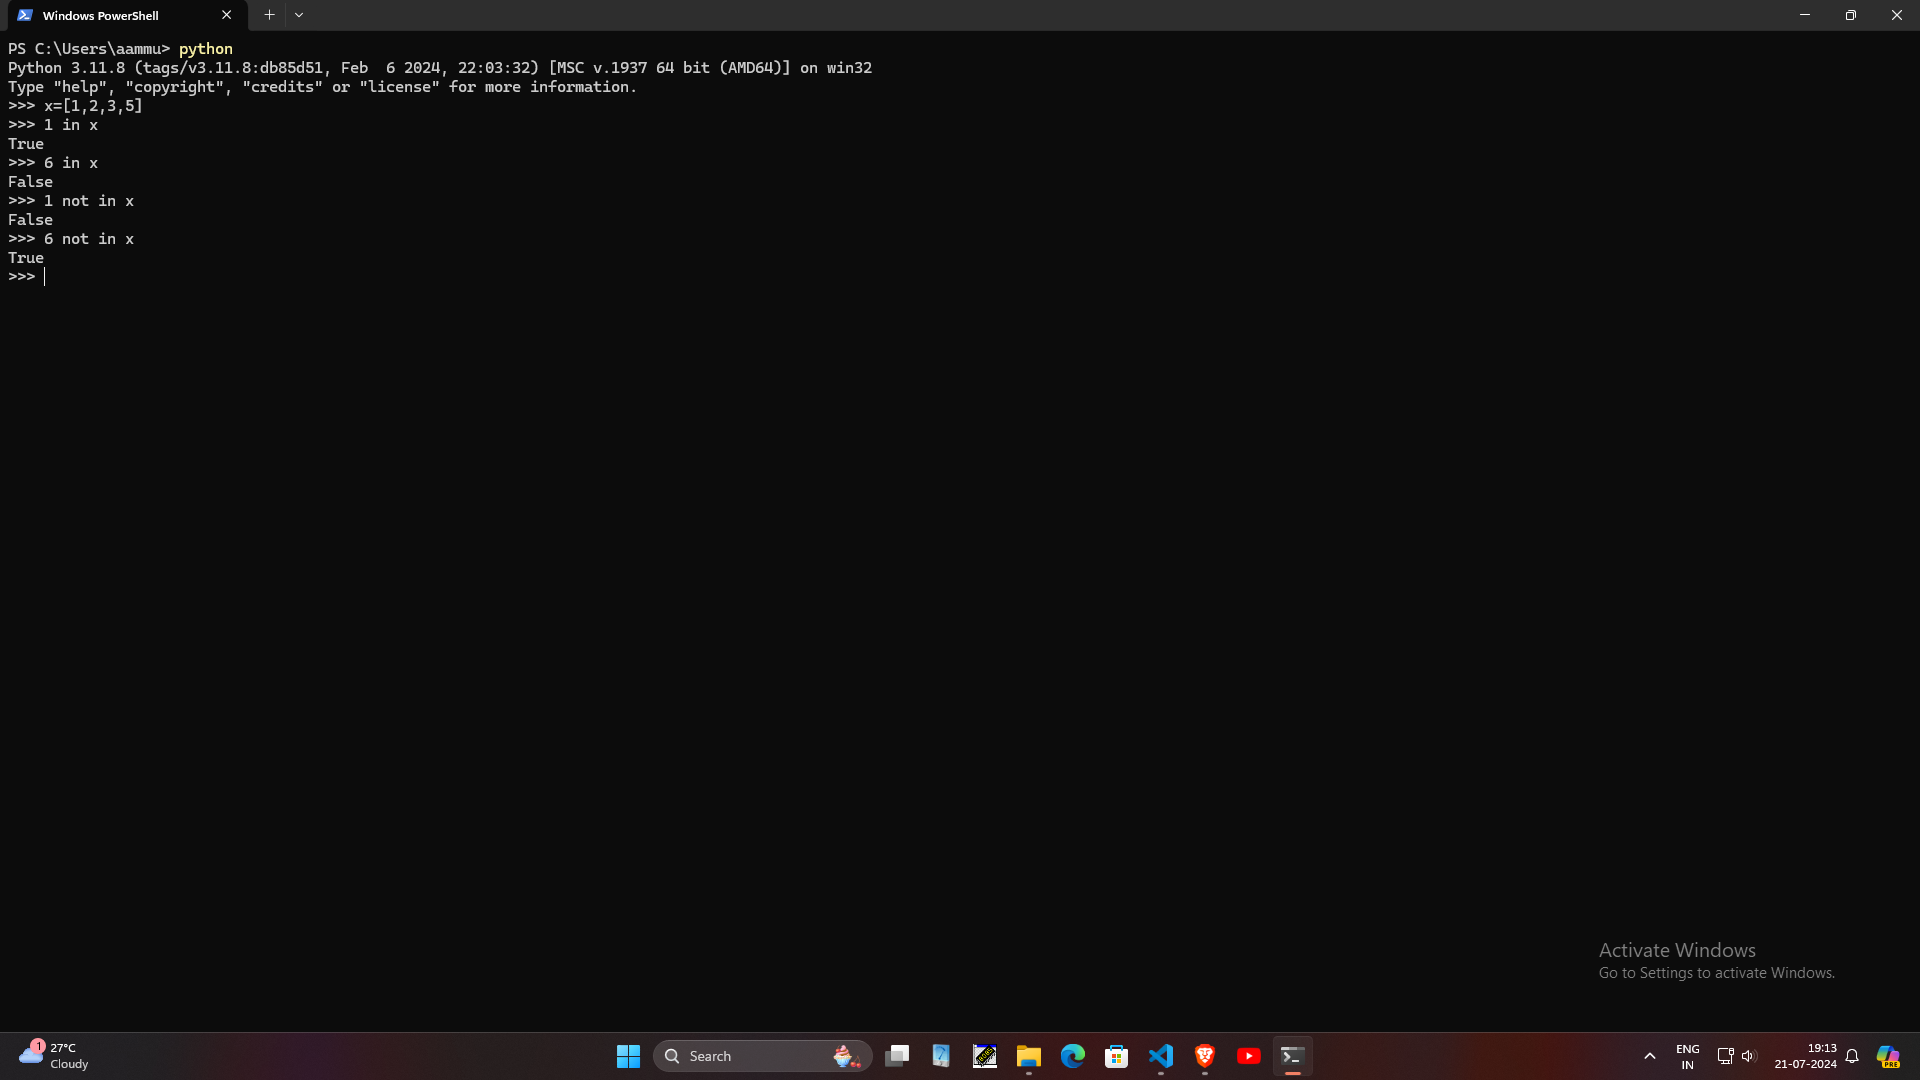 Windows PowerShell
PS C:\Users\aammu> python
Python 3.11.8 (tags/v3.11.8:db85d51, Feb  6 2024, 22:03:32) [MSC v.1937 64 bit (AMD64)] on win32
Type "help", "copyright", "credits" or "license" for more information.
>>> x=[1,2,3,5]
>>> 1 in x
True
>>> 6 in x
False
>>> 1 not in x
False
>>> 6 not in x
True
>>>
Activate Windows
Go to Settings to activate Windows.
1
27°C
Cloudy
Search
ENG
IN
19:13
21-07-2024
PRE